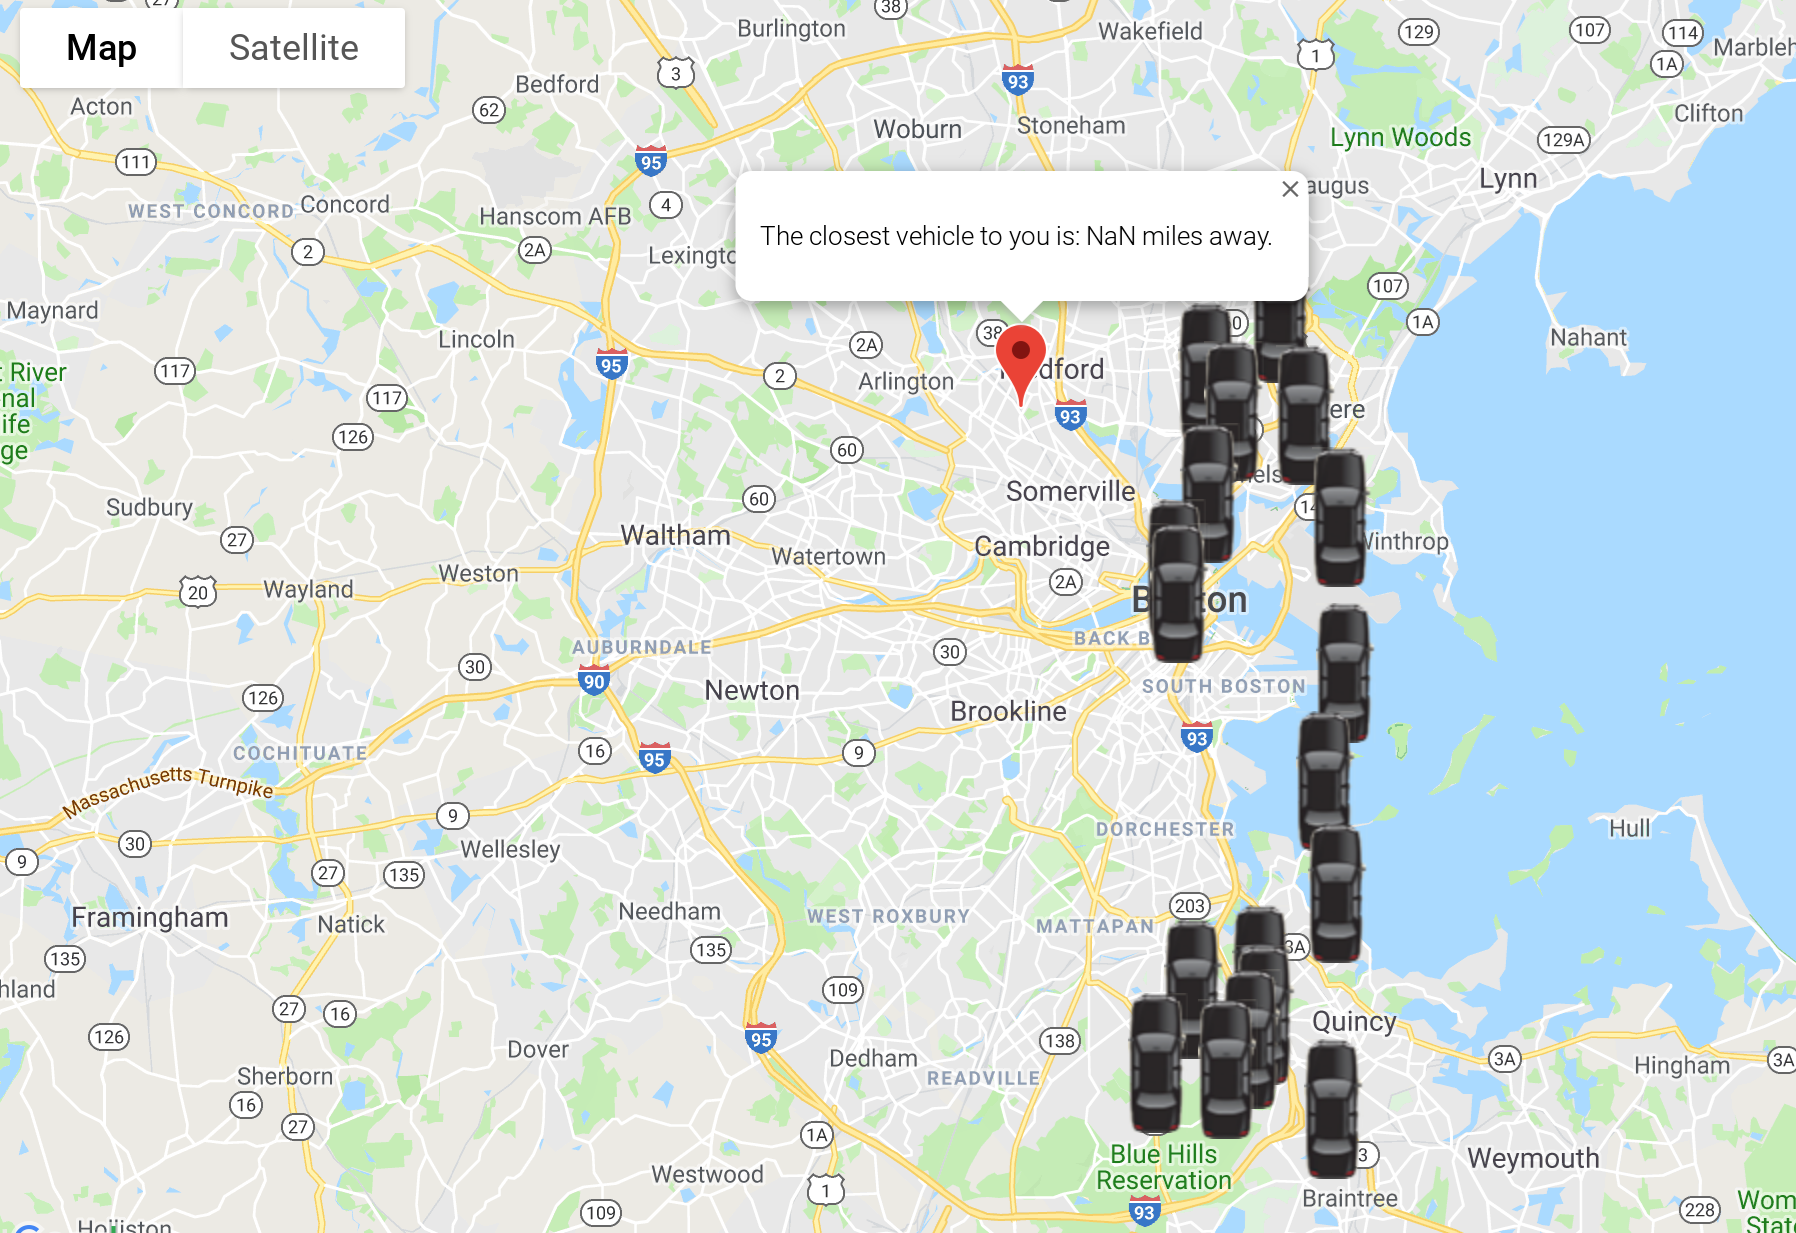 Map
Satellite
27
38
Burlington
Wakefield
129
107
114
Marbleh
1
1A
3
93
Bedford
Acton
62
Clifton
Woburn
Stoneham
Lynn Woods
129A
111
95
Lynn
augus
WEST CONCORD
Concord
4
Hanscom AFB
2
2A
Lexingto
The closest vehicle to you is: NaN miles away.
107
Maynard
1A
Nahant
38
0
Lincoln
2A
River
nal
ife
ge
117
95
2
Arlington
dford
117
93
ere
126
60
hels
Somerville
60
14
Sudbury
27
Waltham
Watertown
Cambridge
Winthrop
Weston
2A
20
Wayland
B ton
BACK B
AUBURNDALE
30
30
90
Newton
SOUTH BOSTON
126
Brookline
93
COCHITUATE
16
95
9
Massachusetts Turnpike
9
DORCHESTER
Hull
30
Wellesley
9
27
135
203
Framingham
Natick
Needham
WEST ROXBURY
MATTAPAN
135
135
3A
hland
109
27
16
Quincy
126
95
138
Dover
Dedham
3A
Hingham
3A
Sherborn
READVILLE
16
27
1A
Blue Hills
Reservation
3
Weymouth
Westwood
1
Braintree
93
109
228
Wom
State
Holliston